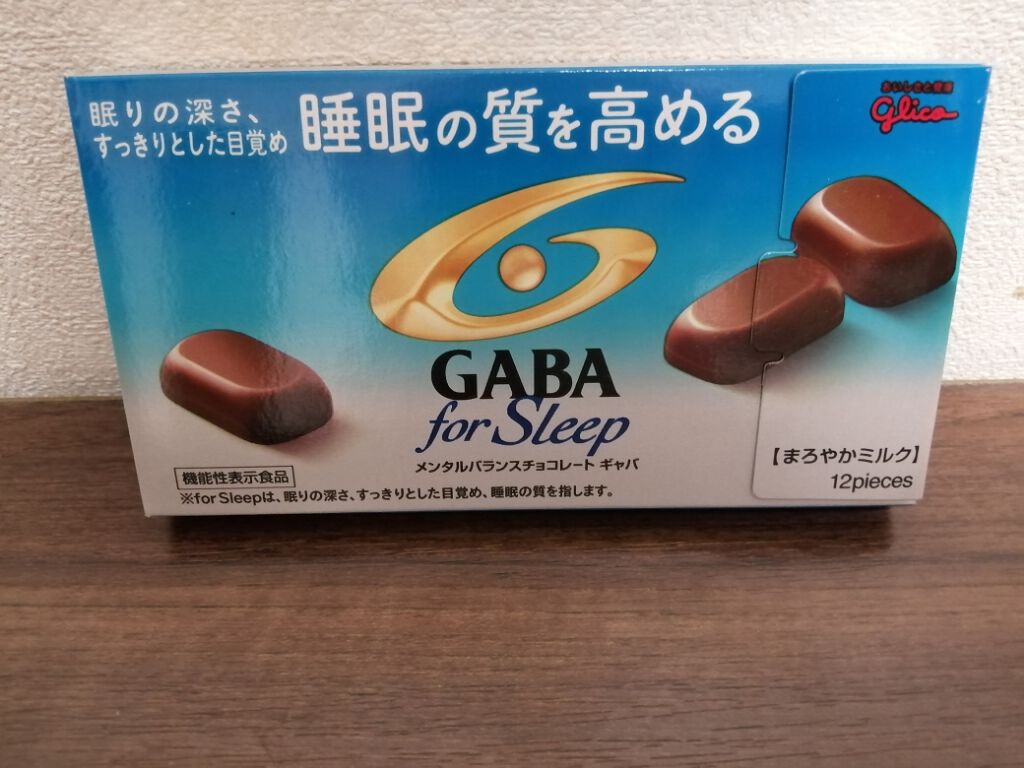 眠りの深さ、
すっきりとした目覚め
睡眠の質を高める
おいしさと健康
glico
GABA
for Sleep
メンタルバランスチョコレート ギャバ
機能性表示食品
※for Sleepは、眠りの深さ、すっきりとした目覚め、睡眠の質を指します。
【まろやかミルク】
12pieces